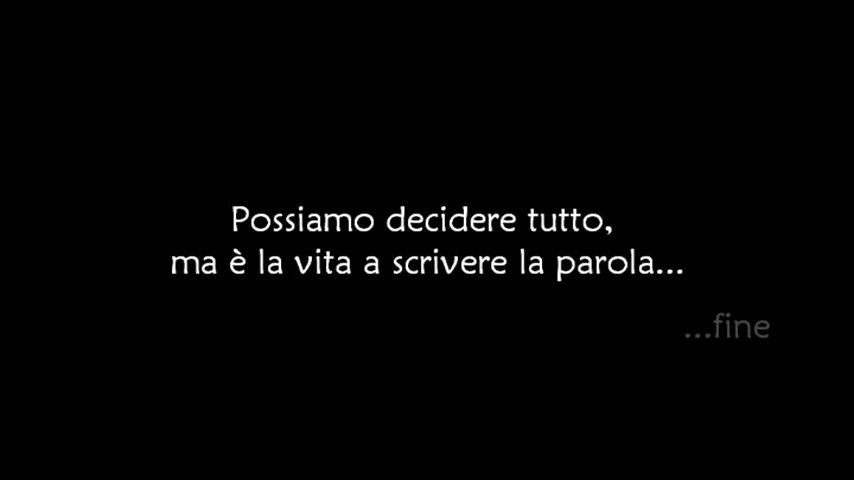 Possiamo decidere tutto,
ma è la vita a scrivere la parola...
...fine